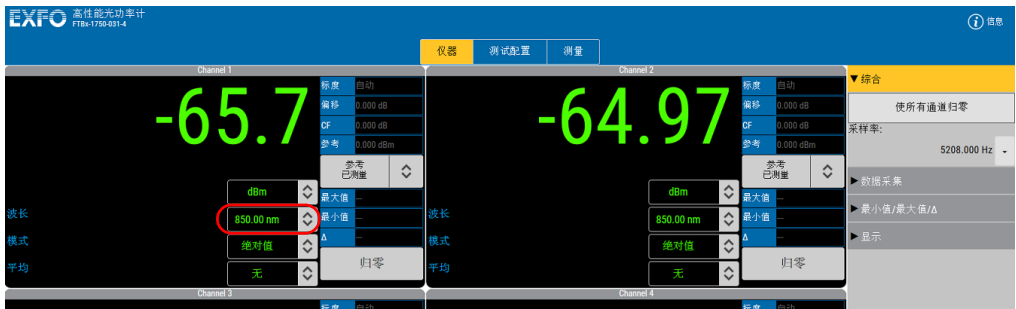 EXFO 高性能光功率计
FTBx-1750-031-4
信息
仪器 测试配置 测量
Channel 1
-65.7
标度 自动
偏移 0.000 dB
CF 0.000 dB
参考 0.000 dBm
参考
已测量
dBm
最大值 --
波长 850.00 nm
最小值 --
模式 绝对值
Δ --
平均 无
归零
Channel 2
-64.97
标度 自动
偏移 0.000 dB
CF 0.000 dB
参考 0.000 dBm
参考
已测量
dBm
最大值 --
波长 850.00 nm
最小值 --
模式 绝对值
Δ --
平均 无
归零
▼综合
使所有通道归零
采样率:
5208.000 Hz
▶数据采集
▶最小值/最大值/Δ
▶显示
Channel 3
Channel 4